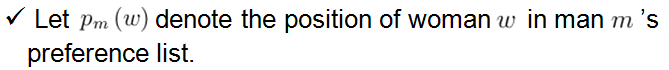 ✓ Let pₘ (w) denote the position of woman w in man m 's
preference list.